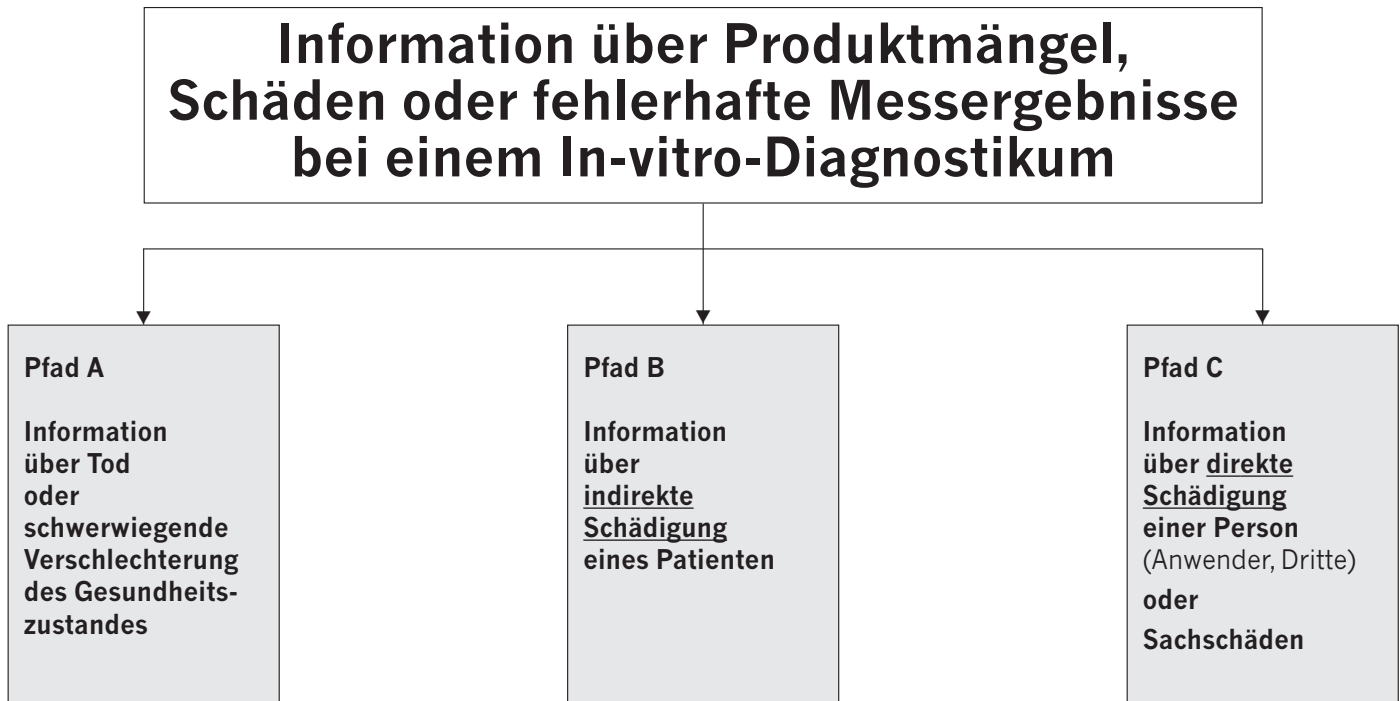 Information über Produktmängel,
Schäden oder fehlerhafte Messergebnisse
bei einem In-vitro-Diagnostikum
Pfad A
Information
über Tod
oder
schwerwiegende
Verschlechterung
des Gesundheits-
zustandes
Pfad B
Information
über
indirekte
Schädigung
eines Patienten
Pfad C
Information
über direkte
Schädigung
einer Person
(Anwender, Dritte)
oder
Sachschäden